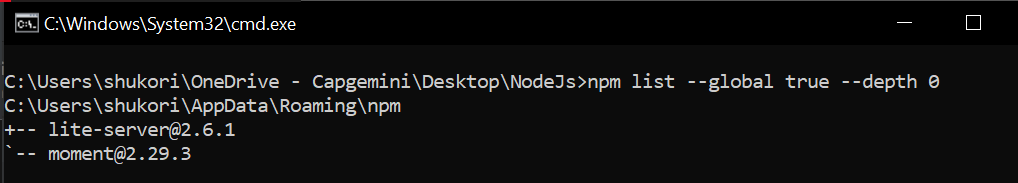 C:\Windows\System32\cmd.exe
C:\Users\shukori\OneDrive - Capgemini\Desktop\NodeJs>npm list --global true --depth 0
C:\Users\shukori\AppData\Roaming\npm
+-- lite-server@2.6.1
`-- moment@2.29.3